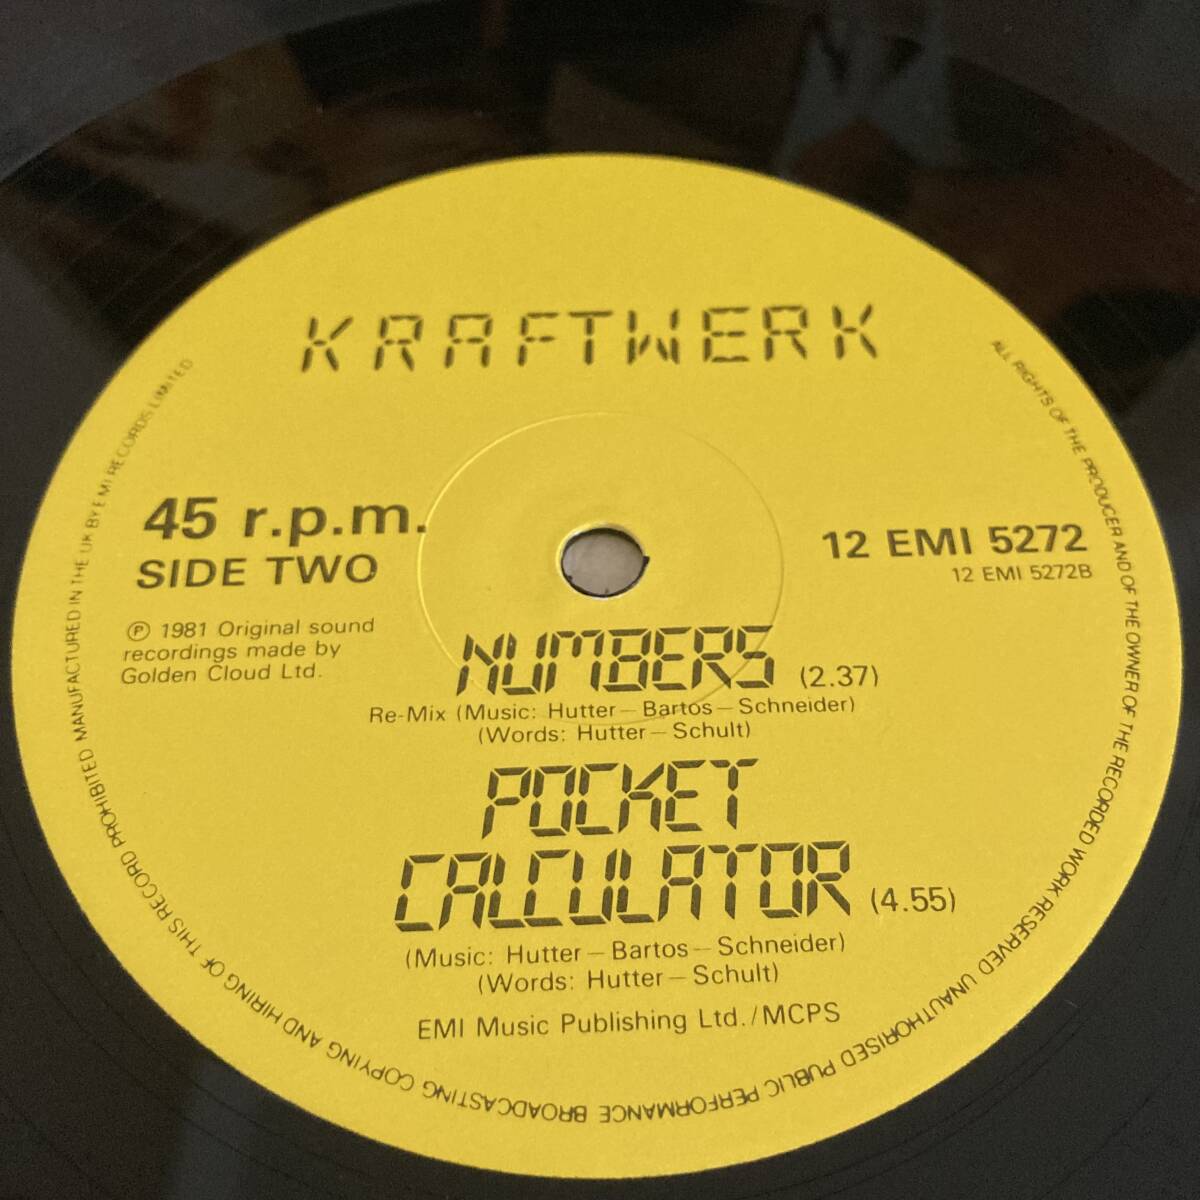 KRAFTWERK
45 r.p.m.
SIDE TWO
12 EMI 5272
12 EMI 5272B
Ⓟ 1981 Original sound
recordings made by
Golden Cloud Ltd.
NUMBERS (2.37)
Re-Mix (Music: Hutter – Bartos – Schneider)
(Words: Hutter – Schult)
POCKET
CALCULATOR (4.55)
(Music: Hutter – Bartos – Schneider)
(Words: Hutter – Schult)
EMI Music Publishing Ltd./MCPS
ALL RIGHTS OF THE PRODUCER AND OF THE OWNER OF THE RECORDED WORK RESERVED UNAUTHORISED PUBLIC PERFORMANCE BROADCASTING COPYING AND HIRING OF THIS RECORD PROHIBITED MANUFACTURED IN THE UK BY EMI RECORDS LIMITED